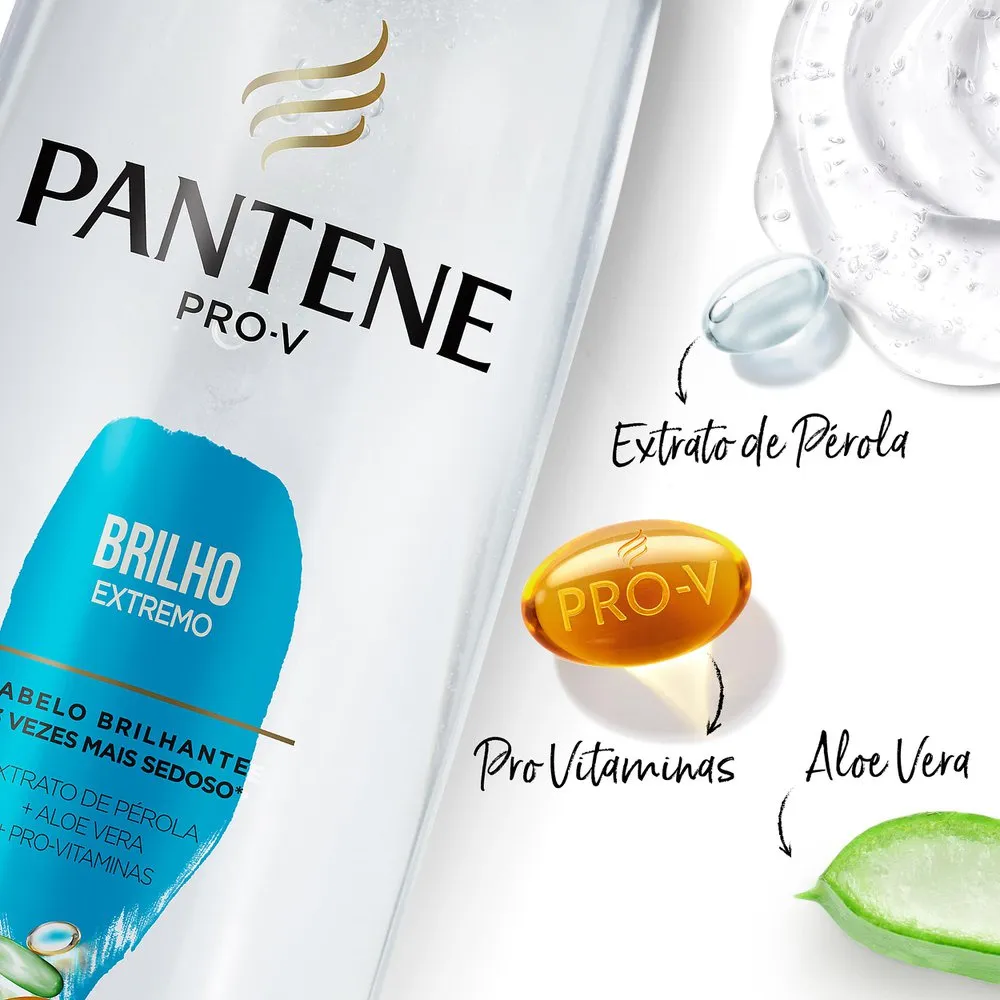 PANTENE
PRO-V
BRILHO
EXTREMO
ABELO BRILHANTE
VEZES MAIS SEDOSO*
XTRATO DE PÉROLA
+ ALOE VERA
+ PRO-VITAMINAS
Extrato de Pérola
PRO-V
Pro Vitaminas
Aloe Vera